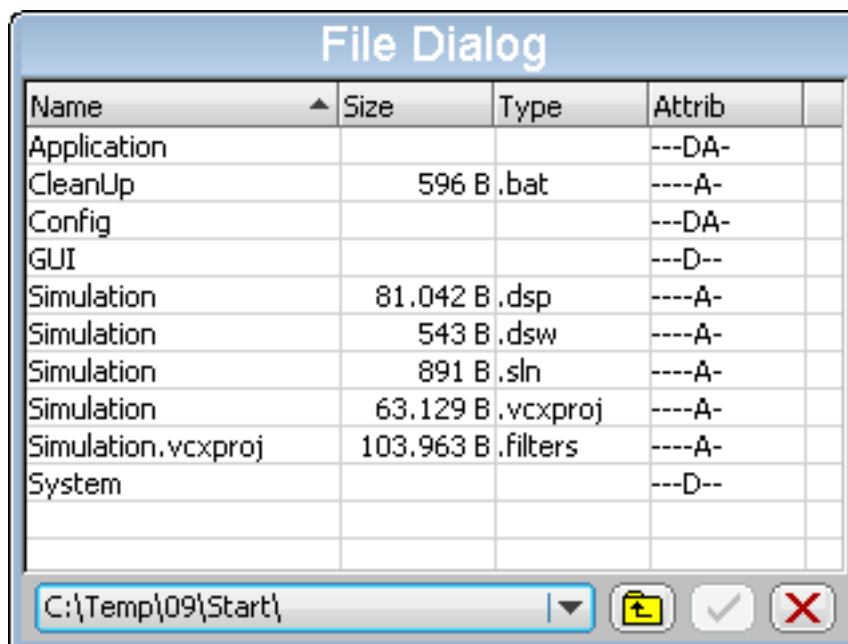 File Dialog
Name Size Type Attrib
Application ---DA-
CleanUp 596 B .bat ----A-
Config ---DA-
GUI ---D--
Simulation 81.042 B .dsp ----A-
Simulation 543 B .dsw ----A-
Simulation 891 B .sln ----A-
Simulation 63.129 B .vcxproj ----A-
Simulation.vcxproj 103.963 B .filters ----A-
System ---D--
C:\Temp\09\Start\